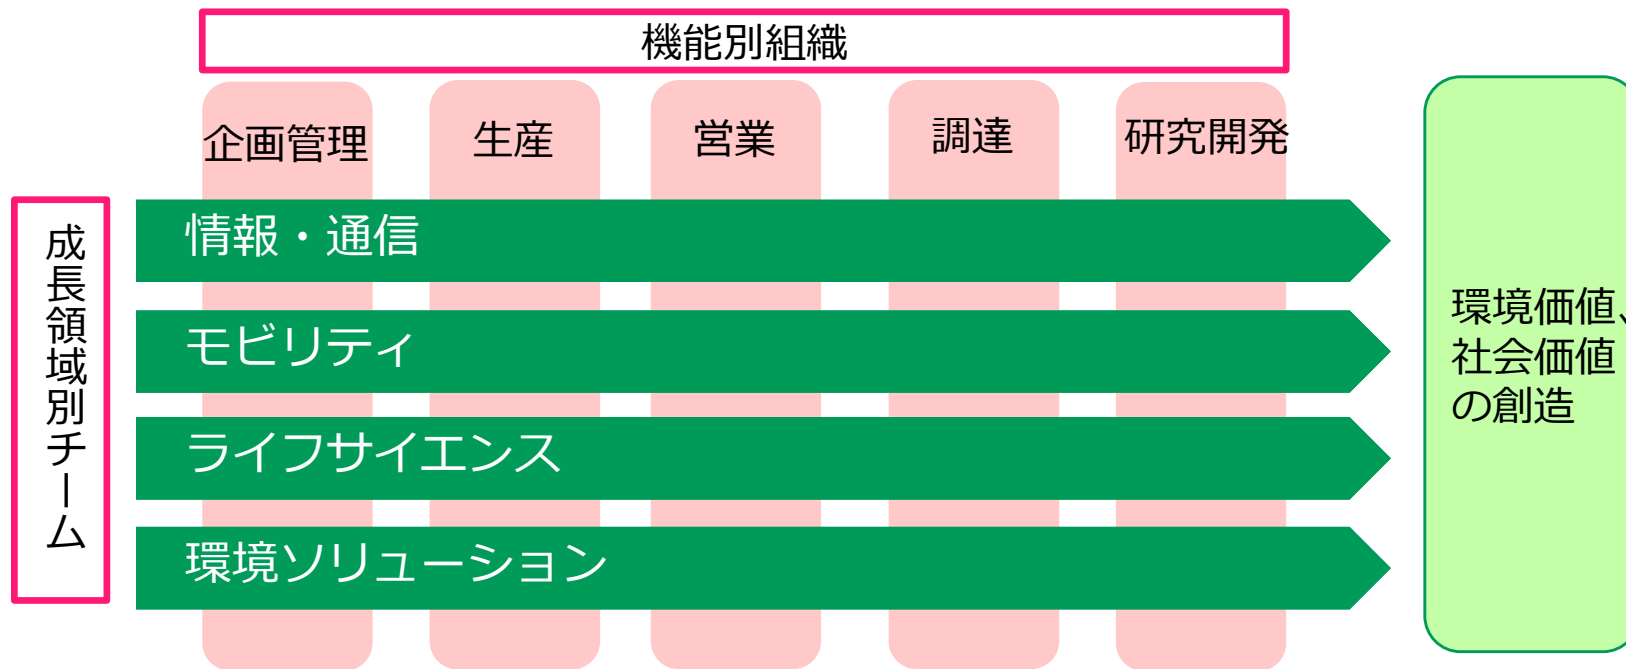 機能別組織
企画管理
生産
営業
調達
研究開発
成長領域別チーム
情報・通信
モビリティ
ライフサイエンス
環境ソリューション
環境価値、
社会価値
の創造